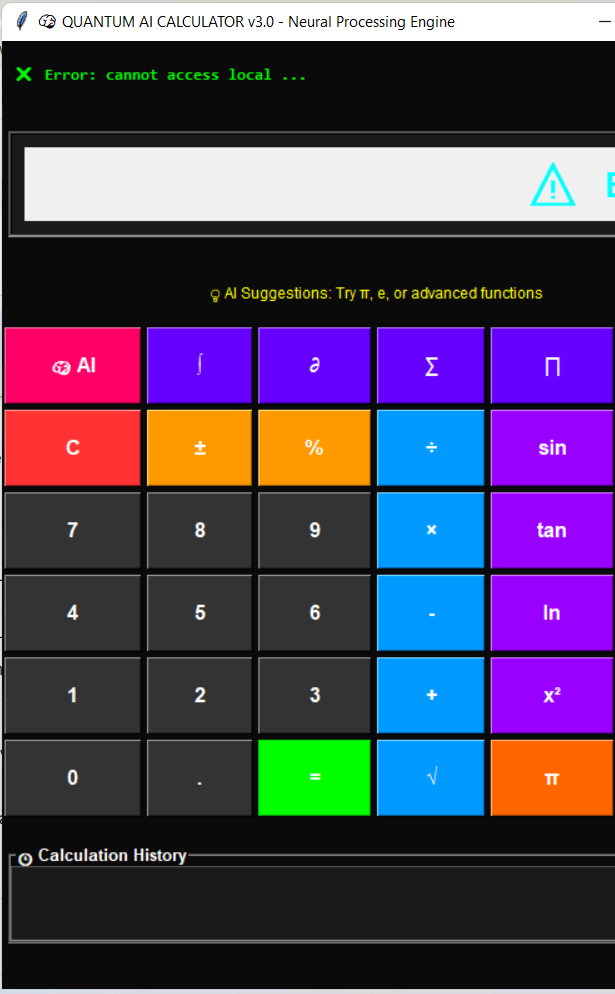 QUANTUM AI CALCULATOR v3.0 - Neural Processing Engine
Error: cannot access local ...
AI Suggestions: Try π, e, or advanced functions
AI ∫ ∂ ∑ ∏
C ± % ÷ sin
7 8 9 × tan
4 5 6 - ln
1 2 3 + x²
0 . = √ π
Calculation History